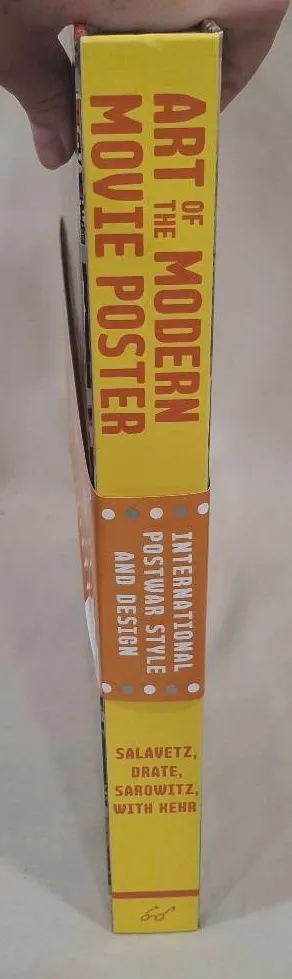 ART OF THE MODERN
MOVIE POSTER
INTERNATIONAL
POSTWAR STYLE
AND DESIGN
SALAVETZ,
DRATE,
SAROWITZ,
WITH KEHR